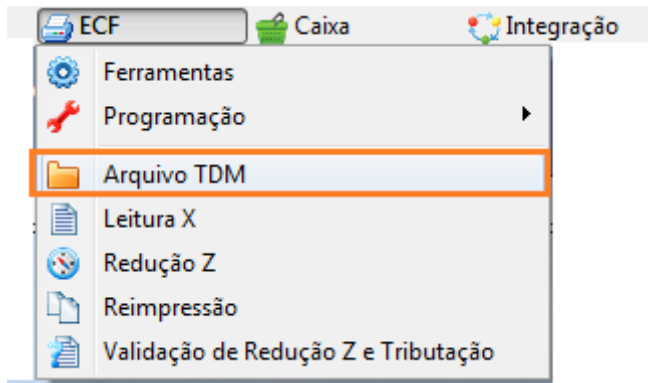 ECF Caixa Integração
Ferramentas
Programação
Arquivo TDM
Leitura X
Redução Z
Reimpressão
Validação de Redução Z e Tributação